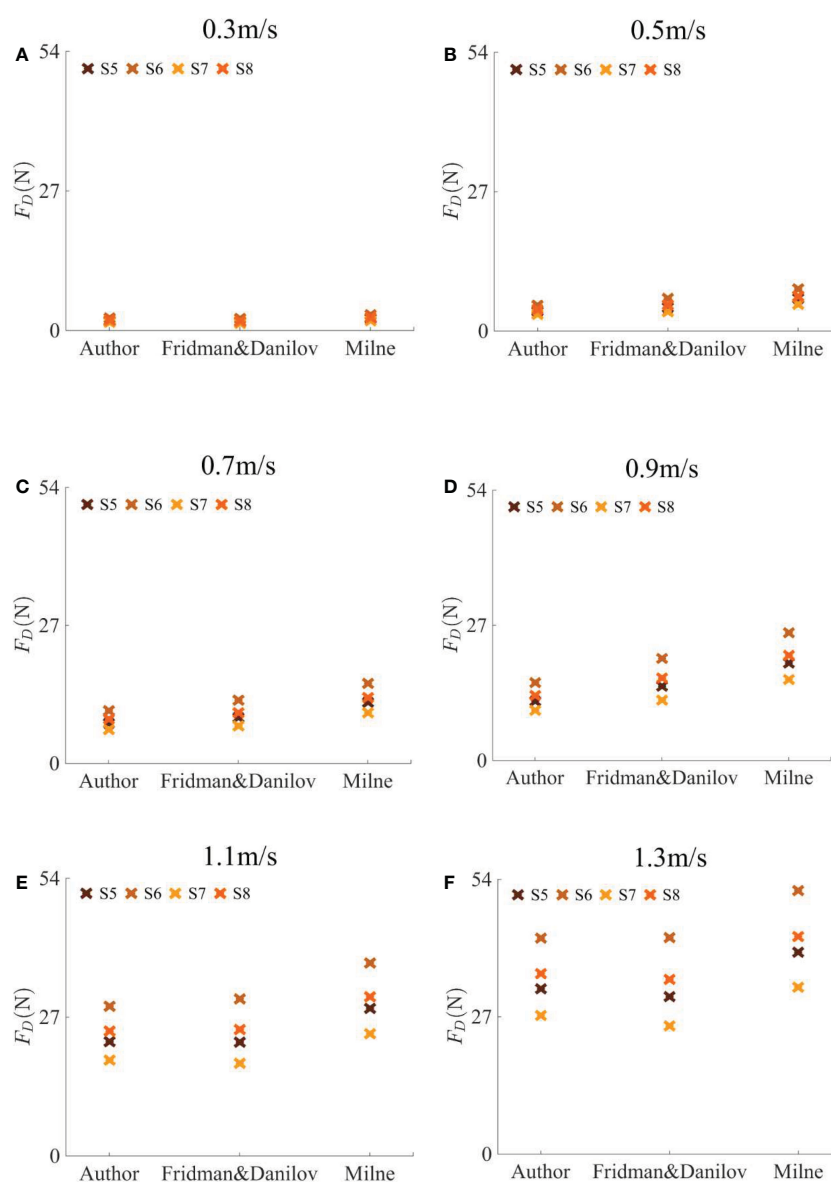 0.3m/s
A
54
S5 S6 S7 S8
27
F_D(N)
0
Author Fridman&Danilov Milne
0.5m/s
B
54
S5 S6 S7 S8
27
F_D(N)
0
Author Fridman&Danilov Milne
0.7m/s
C
54
S5 S6 S7 S8
27
F_D(N)
0
Author Fridman&Danilov Milne
0.9m/s
D
54
S5 S6 S7 S8
27
F_D(N)
0
Author Fridman&Danilov Milne
1.1m/s
E
54
S5 S6 S7 S8
27
F_D(N)
0
Author Fridman&Danilov Milne
1.3m/s
F
54
S5 S6 S7 S8
27
F_D(N)
0
Author Fridman&Danilov Milne